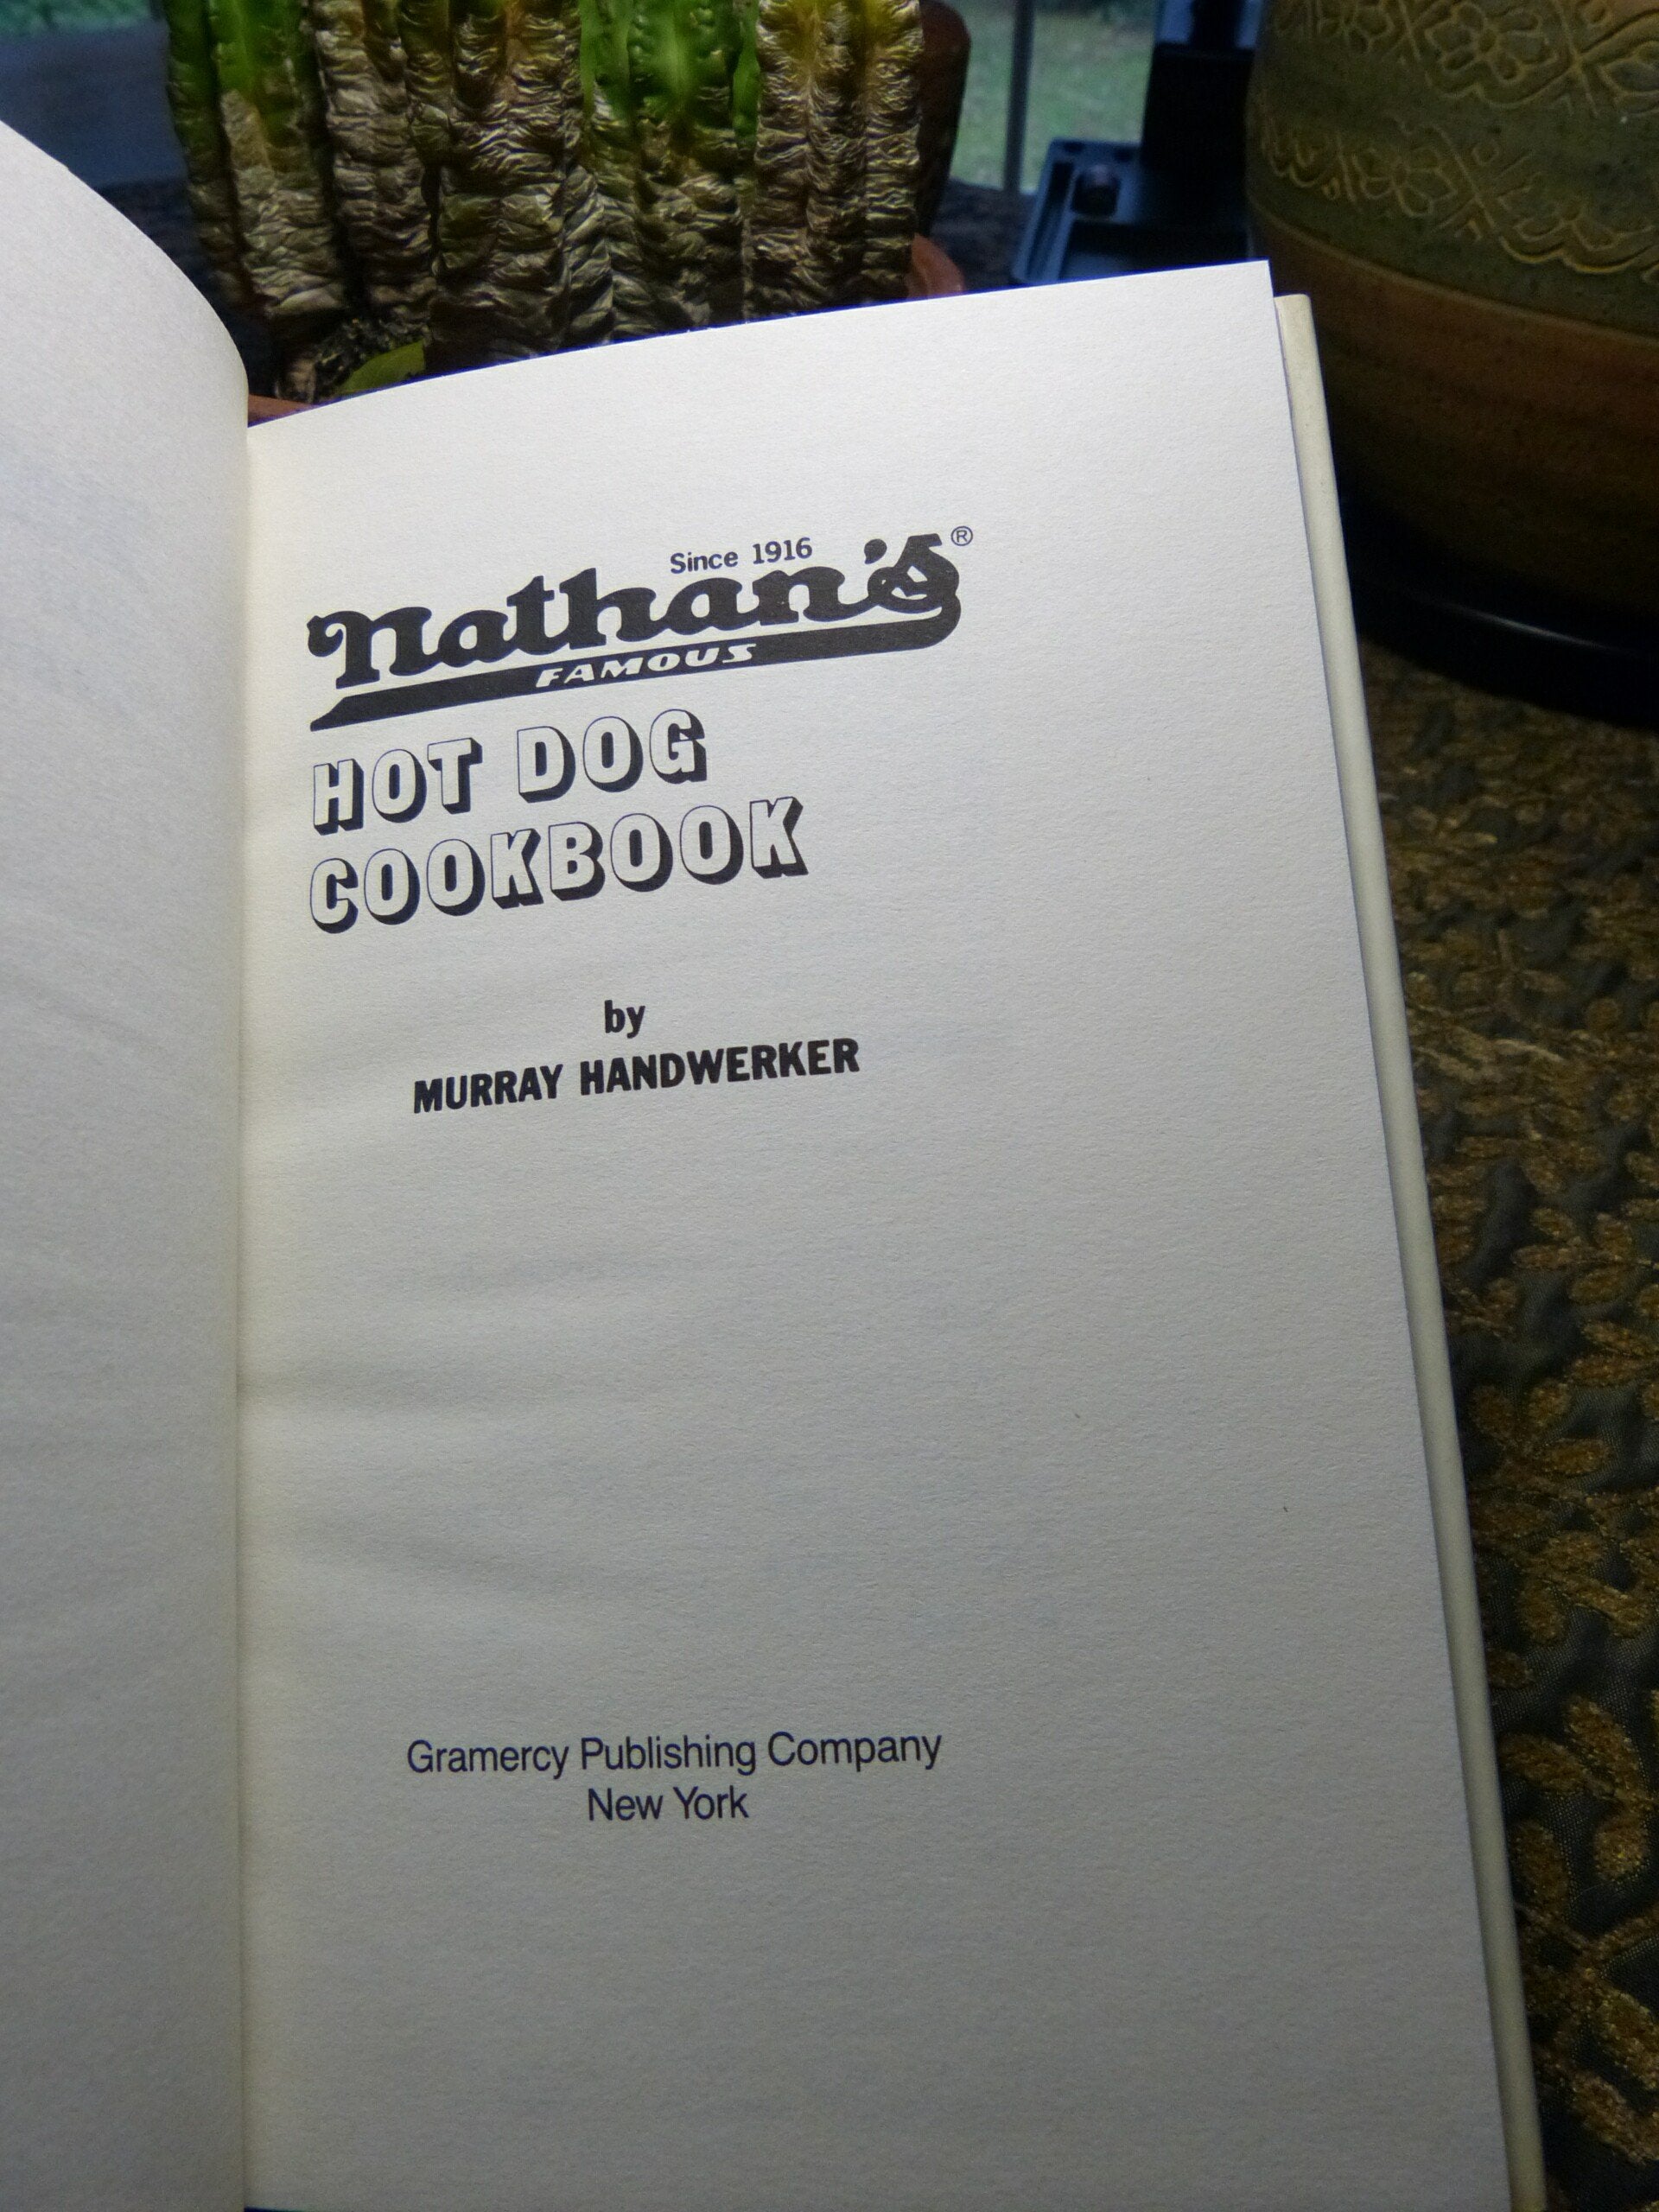 Since 1916
Nathan's®
FAMOUS
HOT DOG
COOKBOOK
by
MURRAY HANDWERKER
Gramercy Publishing Company
New York